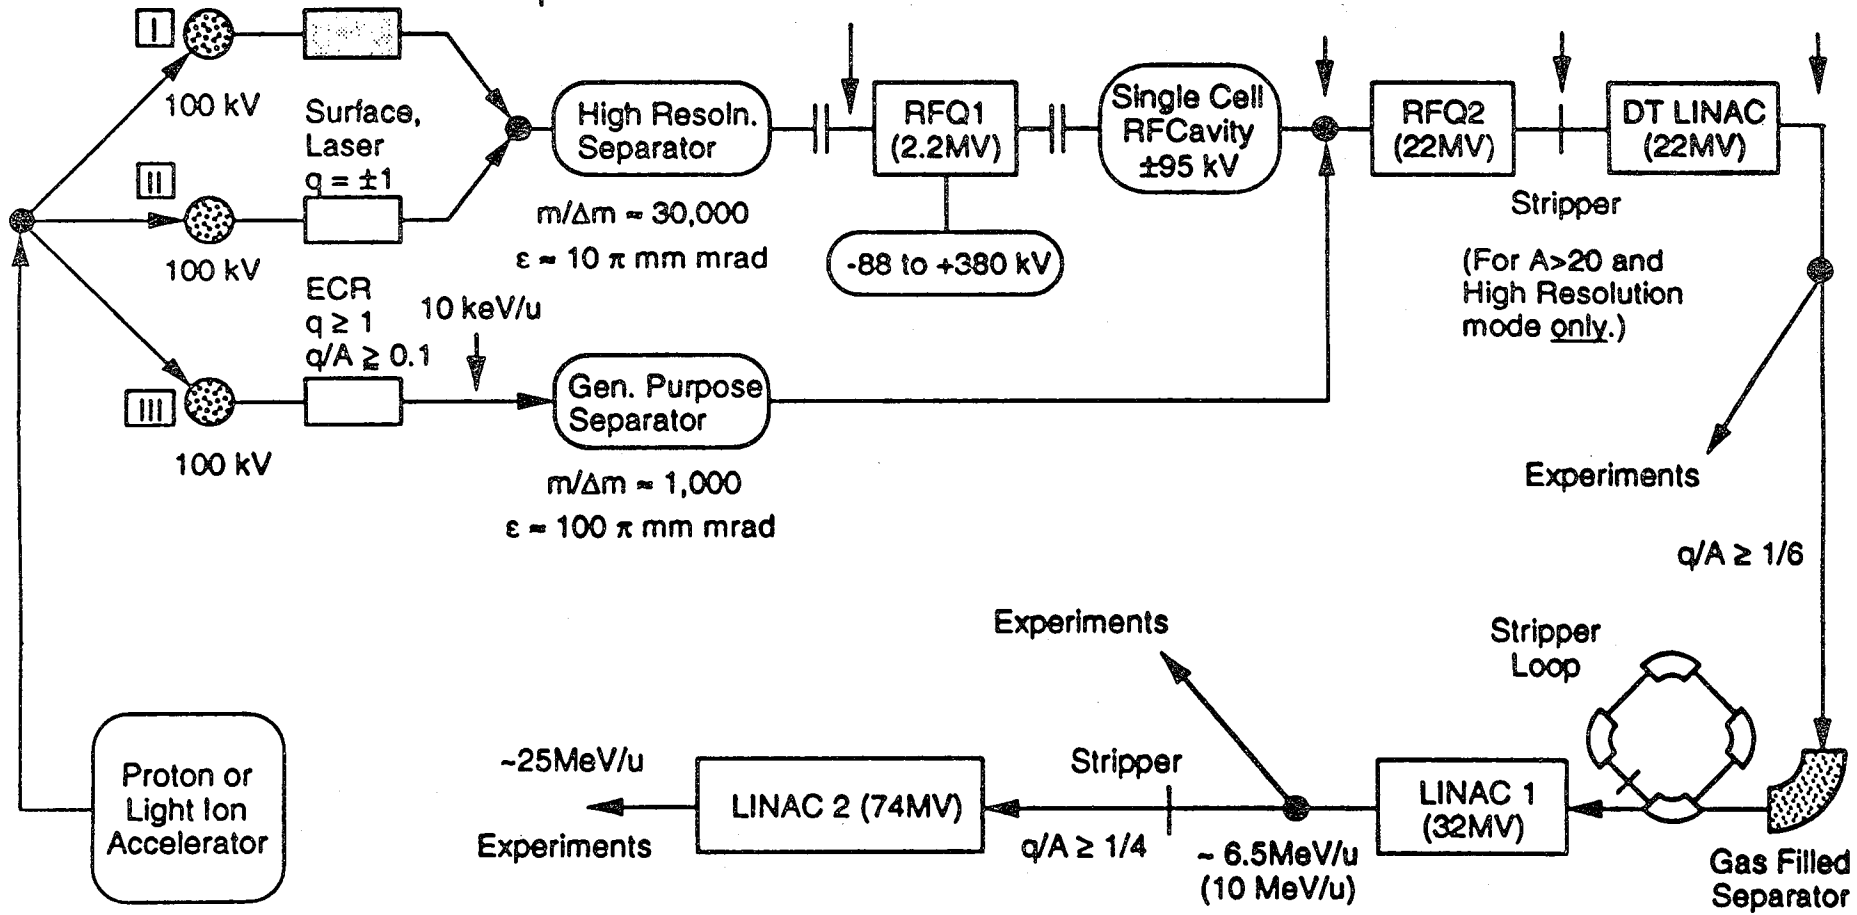 I
100 kV
Surface,
Laser
q = ±1
II
100 kV
ECR
q ≥ 1
q/A ≥ 0.1
10 keV/u
III
100 kV
High Resoln.
Separator
m/Δm ≈ 30,000
ε ≈ 10 π mm mrad
Gen. Purpose
Separator
m/Δm ≈ 1,000
ε ≈ 100 π mm mrad
RFQ1
(2.2MV)
-88 to +380 kV
Single Cell
RFCavity
±95 kV
RFQ2
(22MV)
Stripper
(For A>20 and
High Resolution
mode only.)
DT LINAC
(22MV)
Experiments
q/A ≥ 1/6
Stripper
Loop
Gas Filled
Separator
LINAC 1
(32MV)
Experiments
~ 6.5MeV/u
(10 MeV/u)
Stripper
q/A ≥ 1/4
LINAC 2 (74MV)
~25MeV/u
Experiments
Proton or
Light Ion
Accelerator